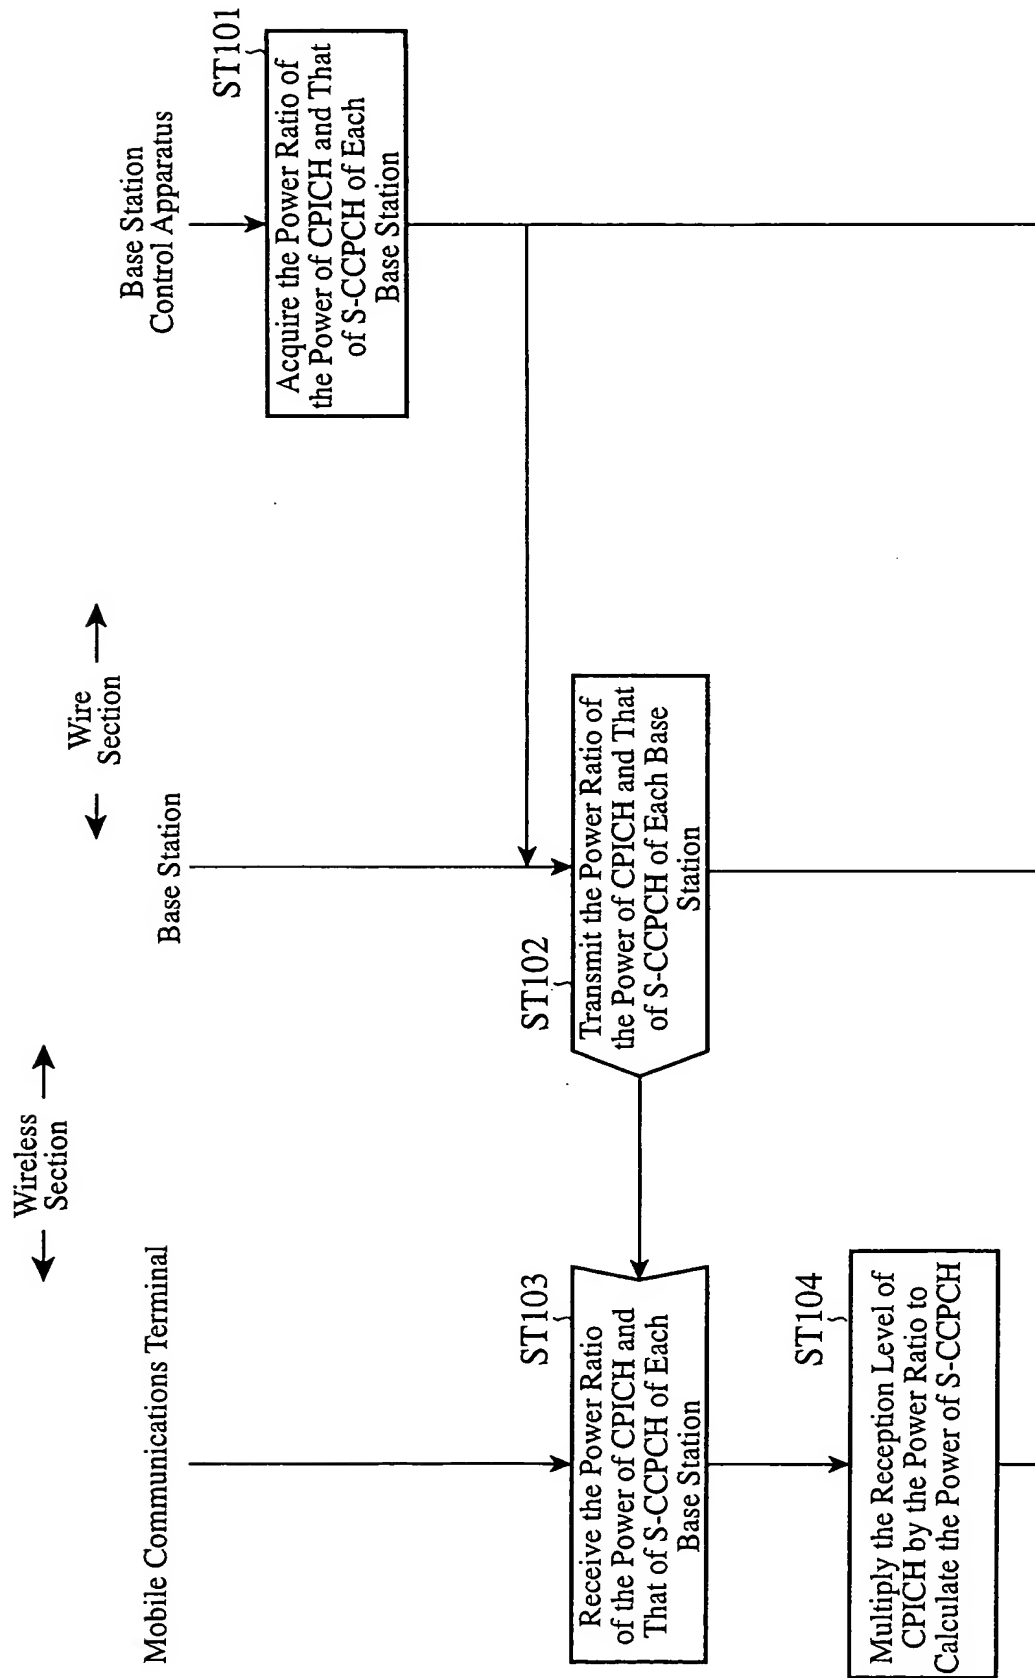 Wireless
Section
Wire
Section
Mobile Communications Terminal
Base Station
Base Station
Control Apparatus
ST101
Acquire the Power Ratio of
the Power of CPICH and That
of S-CCPCH of Each
Base Station
ST102
Transmit the Power Ratio of
the Power of CPICH and That
of S-CCPCH of Each Base
Station
ST103
Receive the Power Ratio
of the Power of CPICH and
That of S-CCPCH of Each
Base Station
ST104
Multiply the Reception Level of
CPICH by the Power Ratio to
Calculate the Power of S-CCPCH